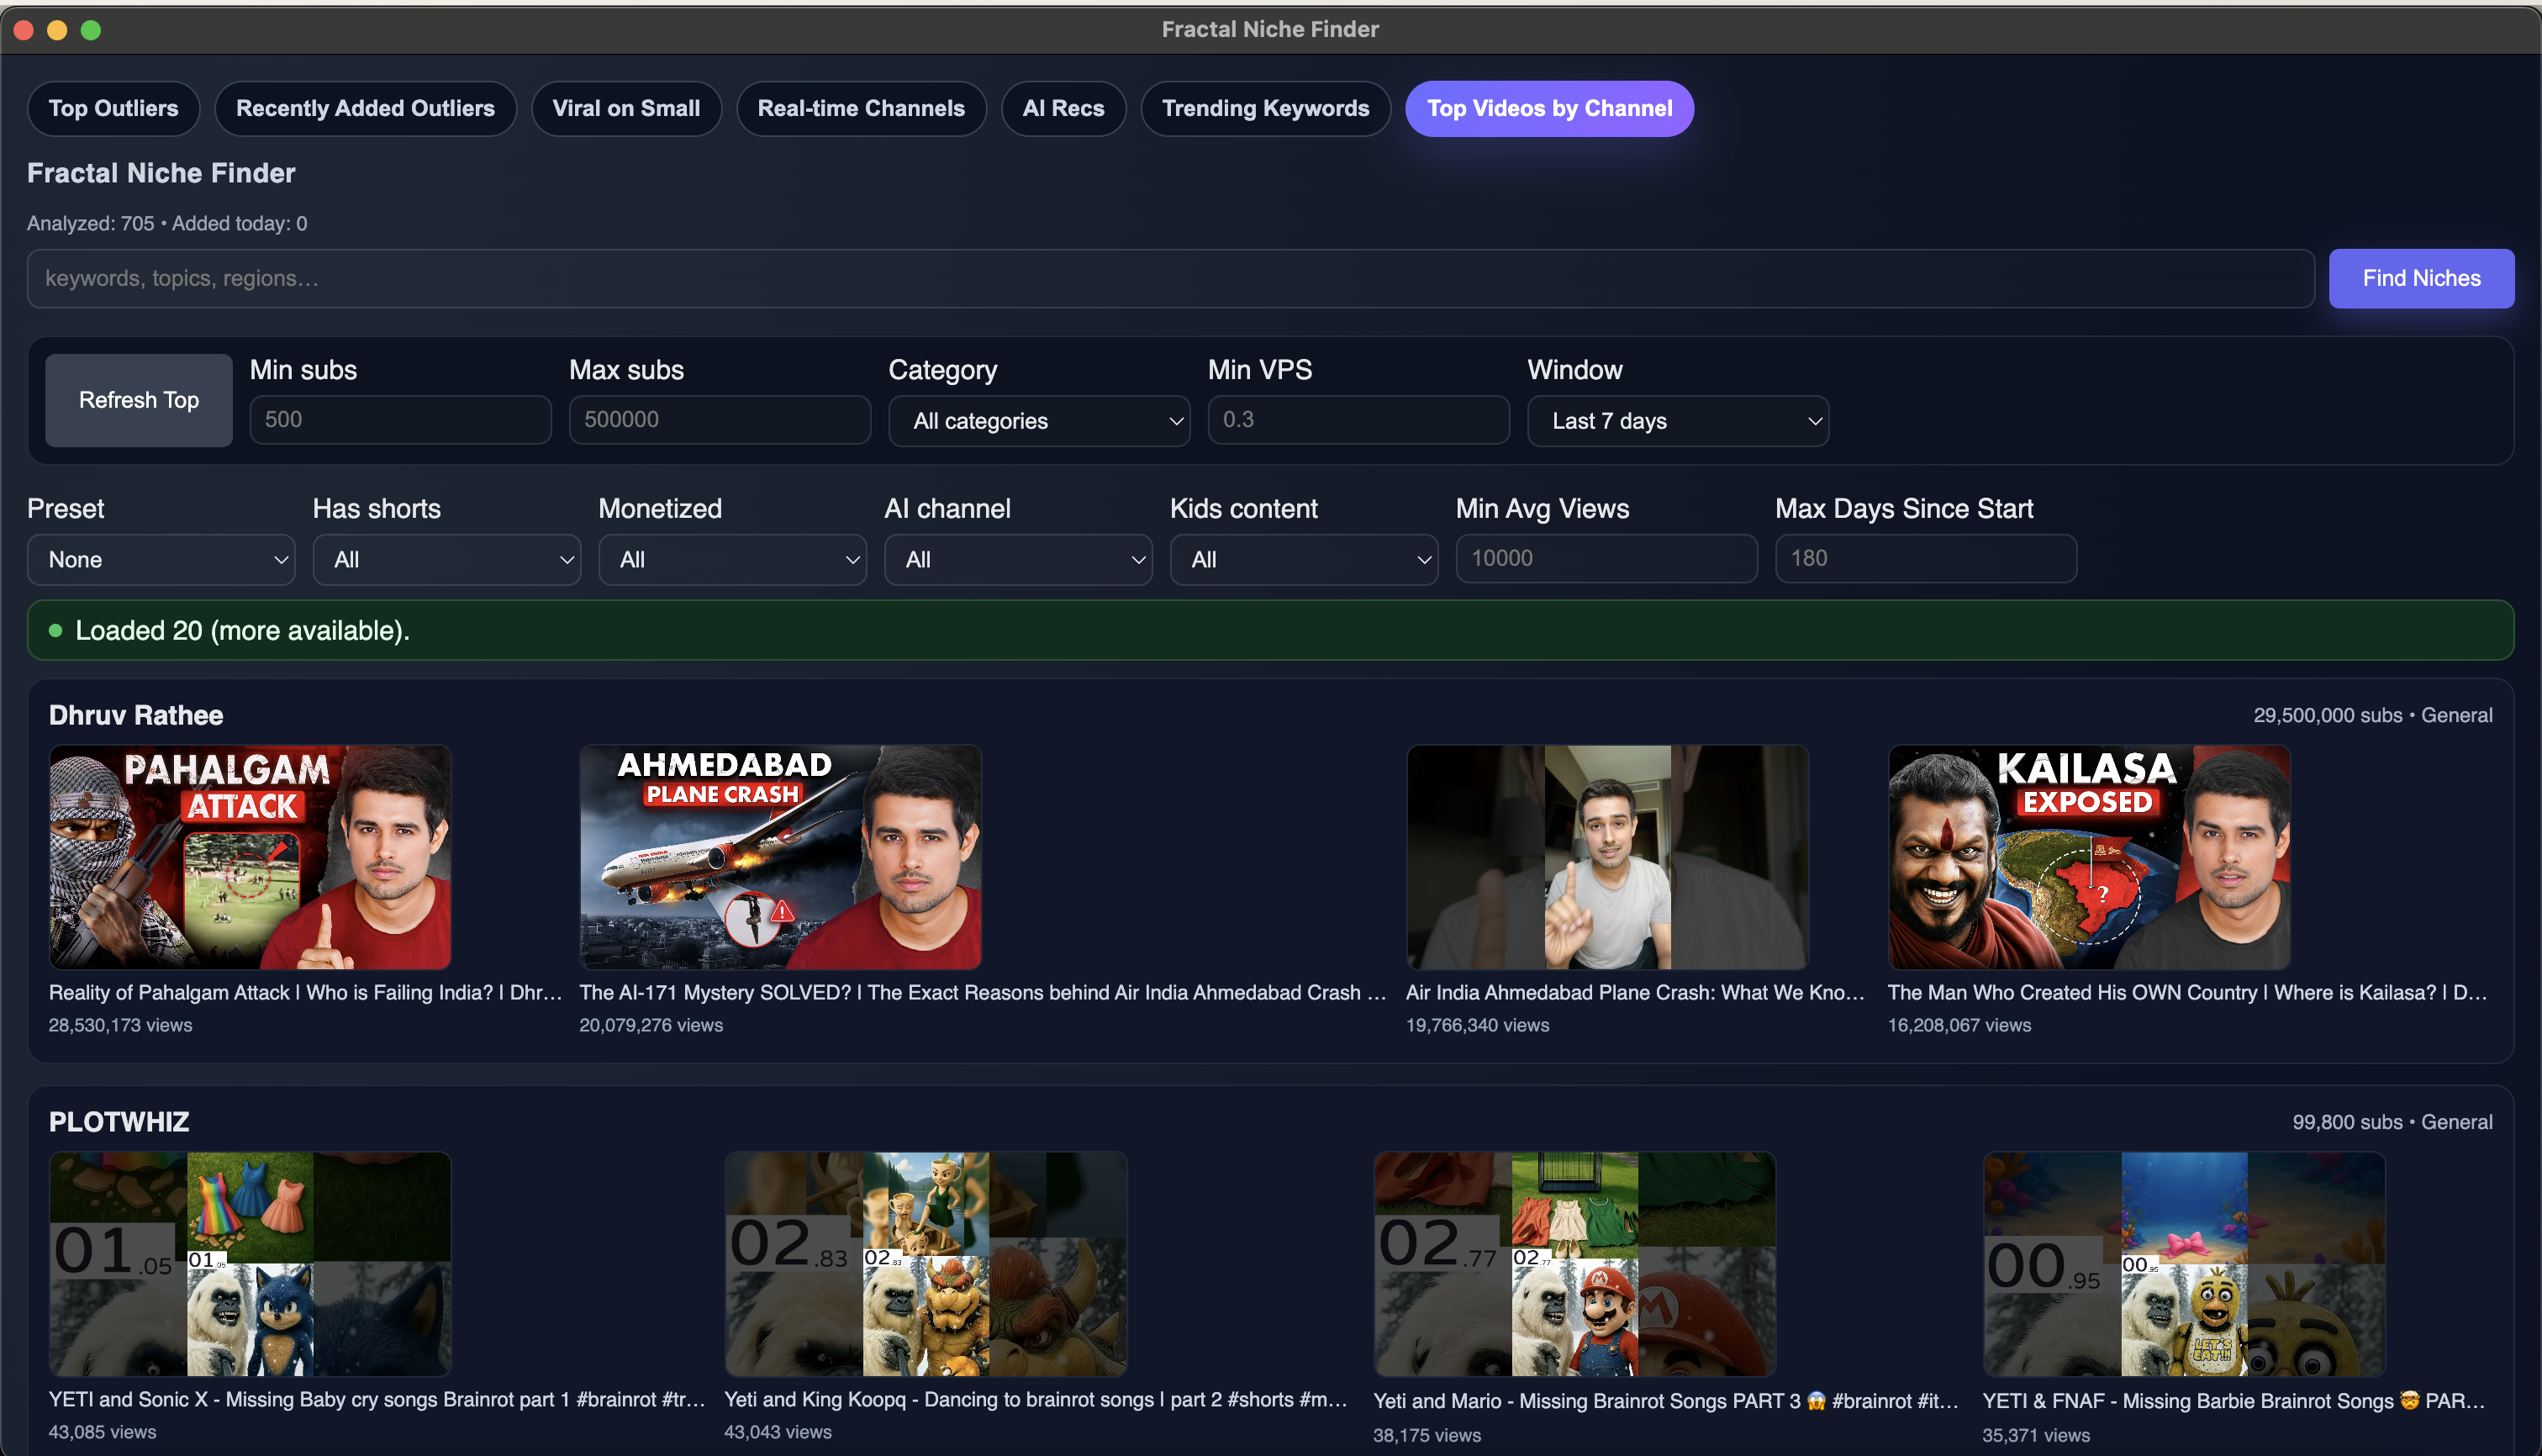 Fractal Niche Finder
Top Outliers
Recently Added Outliers
Viral on Small
Real-time Channels
AI Recs
Trending Keywords
Top Videos by Channel
Fractal Niche Finder
Analyzed: 705 • Added today: 0
keywords, topics, regions…
Find Niches
Refresh Top
Min subs
500
Max subs
500000
Category
All categories
Min VPS
0.3
Window
Last 7 days
Preset
None
Has shorts
All
Monetized
All
AI channel
All
Kids content
All
Min Avg Views
10000
Max Days Since Start
180
Loaded 20 (more available).
Dhruv Rathee
29,500,000 subs • General
PAHALGAM
ATTACK
AHMEDABAD
PLANE CRASH
KAILASA
EXPOSED
?
Reality of Pahalgam Attack | Who is Failing India? | Dhr…
28,530,173 views
The AI-171 Mystery SOLVED? | The Exact Reasons behind Air India Ahmedabad Crash …
20,079,276 views
Air India Ahmedabad Plane Crash: What We Kno…
19,766,340 views
The Man Who Created His OWN Country | Where is Kailasa? | D…
16,208,067 views
PLOTWHIZ
99,800 subs • General
01.05
01.05
02.83
02.83
02.77
02.77
M
M
00.95
00.95
LET'S
EAT!!!
YETI and Sonic X - Missing Baby cry songs Brainrot part 1 #brainrot #tr…
43,085 views
Yeti and King Koopq - Dancing to brainrot songs | part 2 #shorts #m…
43,043 views
Yeti and Mario - Missing Brainrot Songs PART 3 😱 #brainrot #it…
38,175 views
YETI & FNAF - Missing Barbie Brainrot Songs 🤯 PAR…
35,371 views